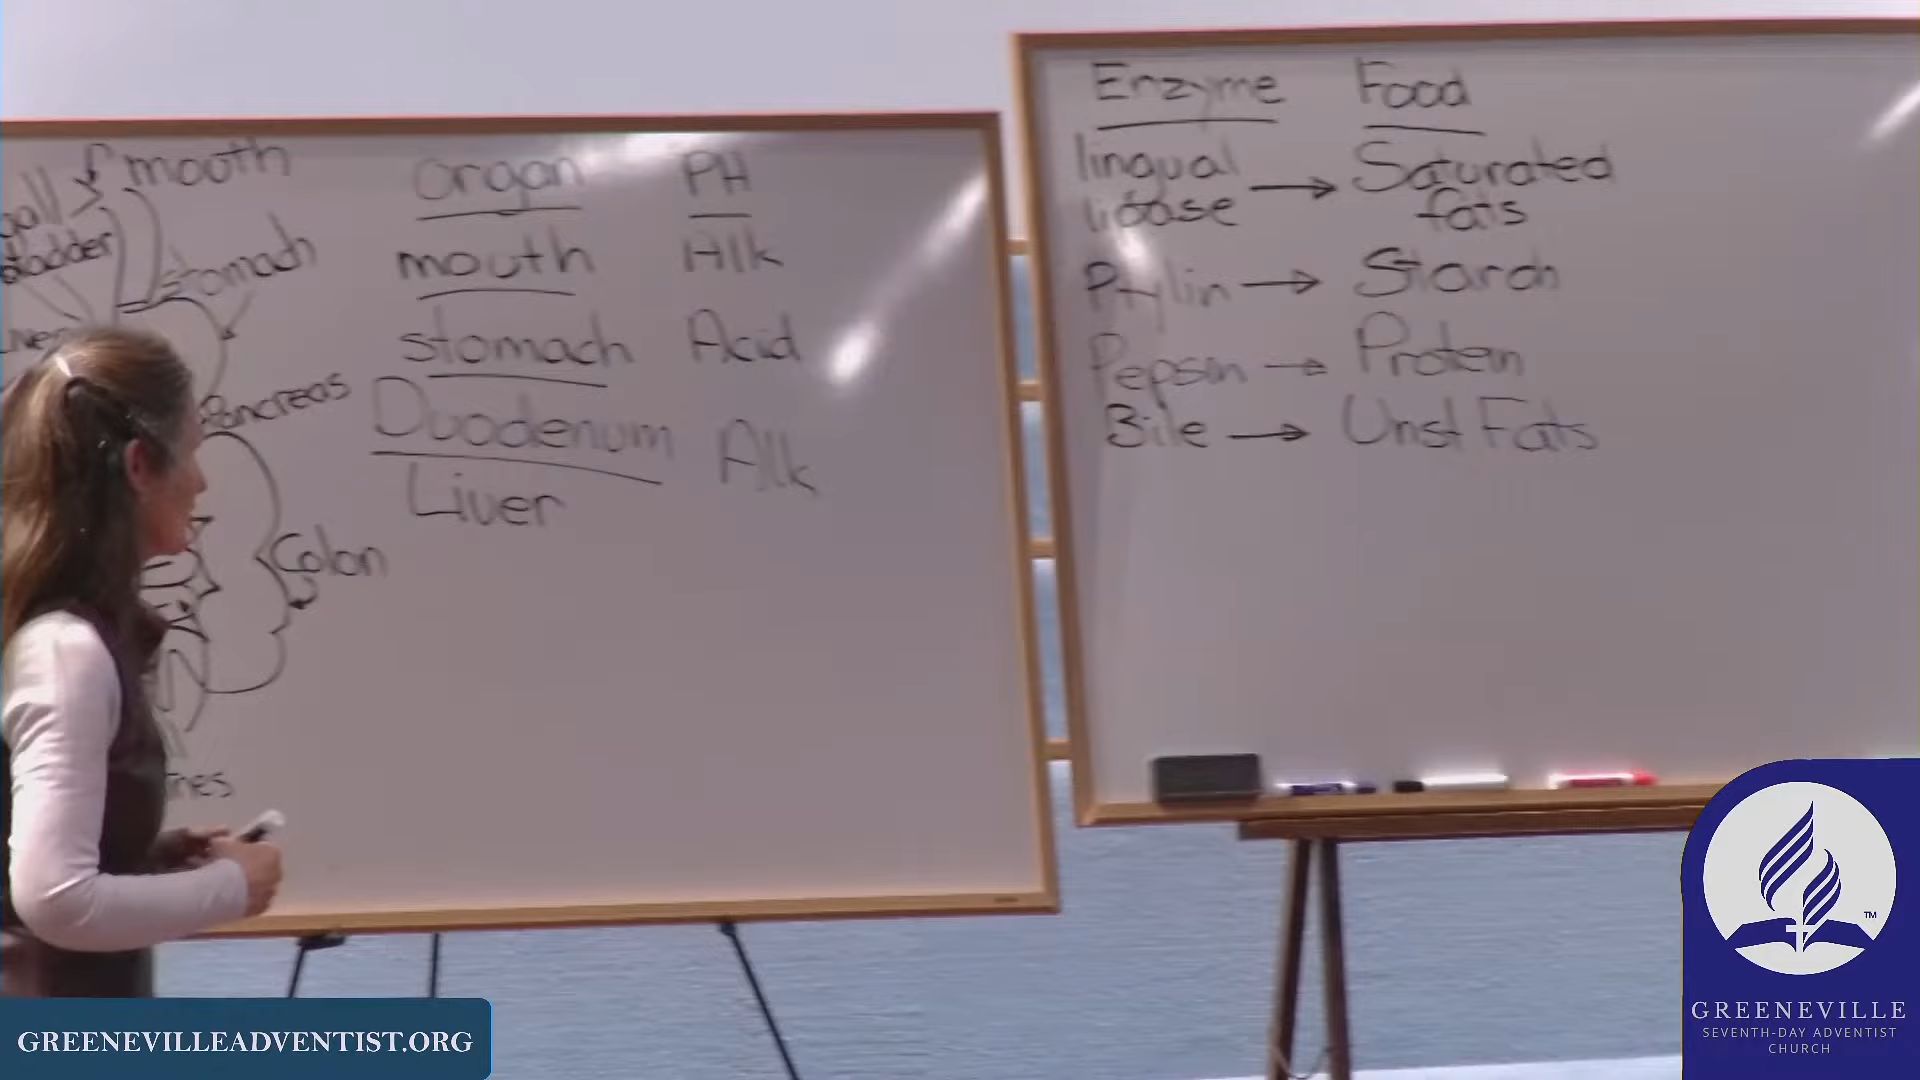 mouth
stomach
Pancreas
Colon
organ PH
mouth Alk
stomach Acid
Duodenum Alk
Liver
Enzyme Food
lingual lipase → Saturated fats
Ptylin → Starch
Pepsin → Protein
Bile → Unst Fats
GREENEVILLEADVENTIST.ORG
GREENEVILLE
SEVENTH-DAY ADVENTIST
CHURCH
TM